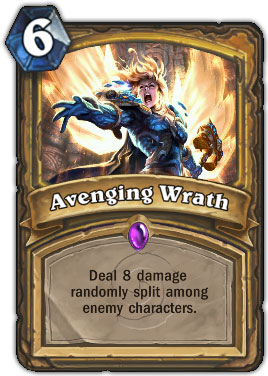 6
Avenging Wrath
Deal 8 damage
randomly split among
enemy characters.